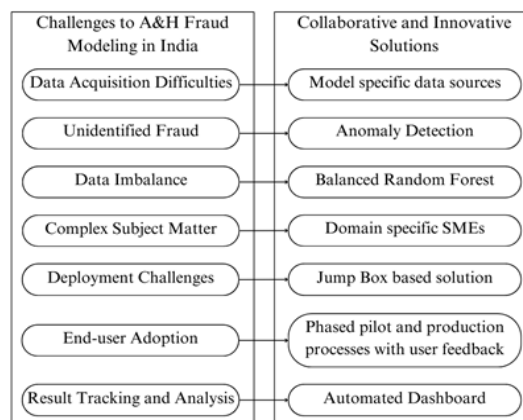 Challenges to A&H Fraud
Modeling in India
Collaborative and Innovative
Solutions
Data Acquisition Difficulties
Model specific data sources
Unidentified Fraud
Anomaly Detection
Data Imbalance
Balanced Random Forest
Complex Subject Matter
Domain specific SMEs
Deployment Challenges
Jump Box based solution
End-user Adoption
Phased pilot and production
processes with user feedback
Result Tracking and Analysis
Automated Dashboard